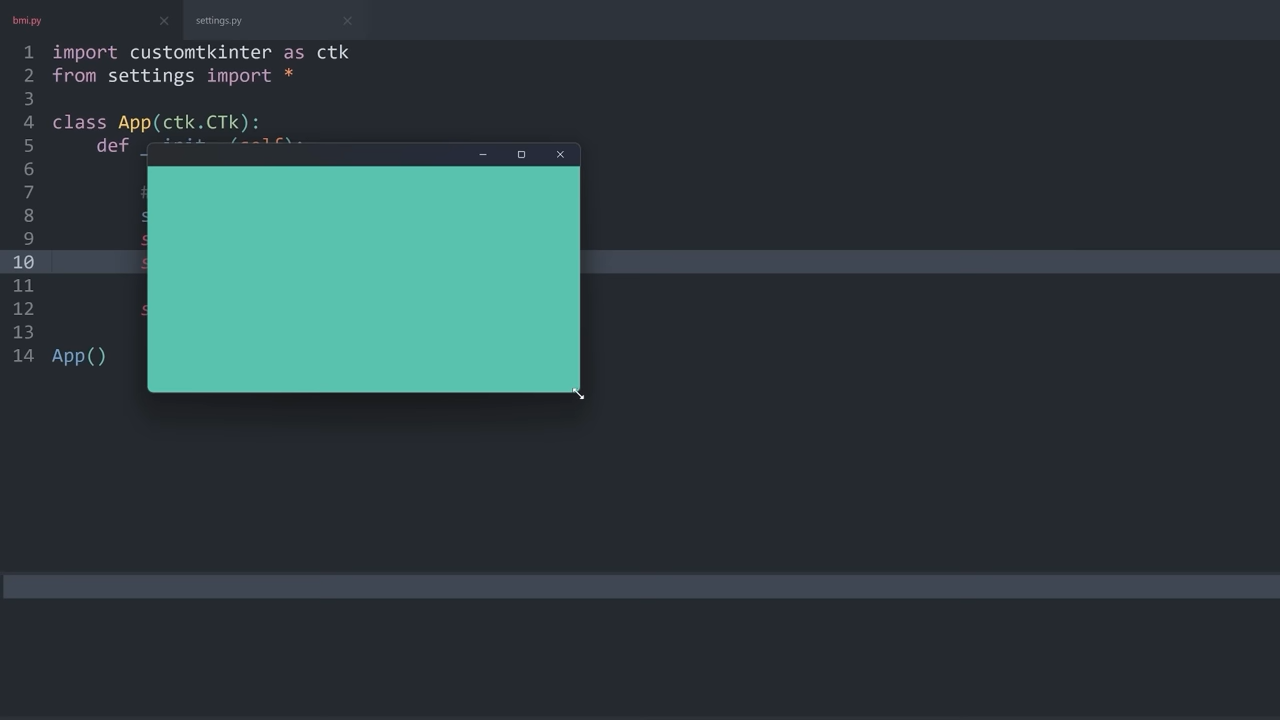 bmi.py
settings.py
1 import customtkinter as ctk
2 from settings import *
3
4 class App(ctk.CTk):
5 def
6
7 #
8 s
9 s
10 s
11
12 s
13
14 App()